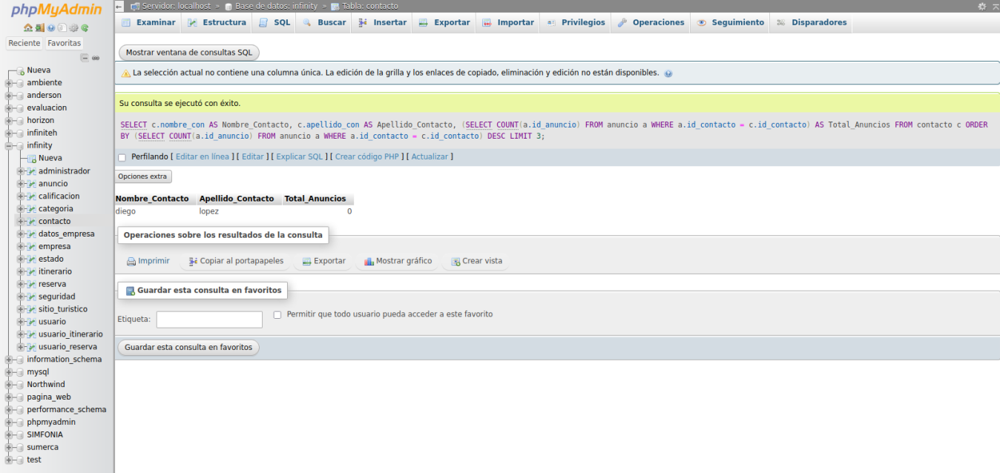 phpMyAdmin
Reciente Favoritas
Nueva
ambiente
anderson
evaluacion
horizon
infiniteh
infinity
Nueva
administrador
anuncio
calificacion
categoria
contacto
datos_empresa
empresa
estado
itinerario
reserva
seguridad
sitio_turistico
usuario
usuario_itinerario
usuario_reserva
information_schema
mysql
Northwind
pagina_web
performance_schema
phpmyadmin
SIMFONIA
sumerca
test
Servidor: localhost » Base de datos: infinity » Tabla: contacto
Examinar Estructura SQL Buscar Insertar Exportar Importar Privilegios Operaciones Seguimiento Disparadores
Mostrar ventana de consultas SQL
La selección actual no contiene una columna única. La edición de la grilla y los enlaces de copiado, eliminación y edición no están disponibles.
Su consulta se ejecutó con éxito.
SELECT c.nombre_con AS Nombre_Contacto, c.apellido_con AS Apellido_Contacto, (SELECT COUNT(a.id_anuncio) FROM anuncio a WHERE a.id_contacto = c.id_contacto) AS Total_Anuncios FROM contacto c ORDER
BY (SELECT COUNT(a.id_anuncio) FROM anuncio a WHERE a.id_contacto = c.id_contacto) DESC LIMIT 3;
Perfilando [ Editar en línea ] [ Editar ] [ Explicar SQL ] [ Crear código PHP ] [ Actualizar ]
Opciones extra
Nombre_Contacto Apellido_Contacto Total_Anuncios
diego lopez 0
Operaciones sobre los resultados de la consulta
Imprimir Copiar al portapapeles Exportar Mostrar gráfico Crear vista
Guardar esta consulta en favoritos
Etiqueta: Permitir que todo usuario pueda acceder a este favorito
Guardar esta consulta en favoritos